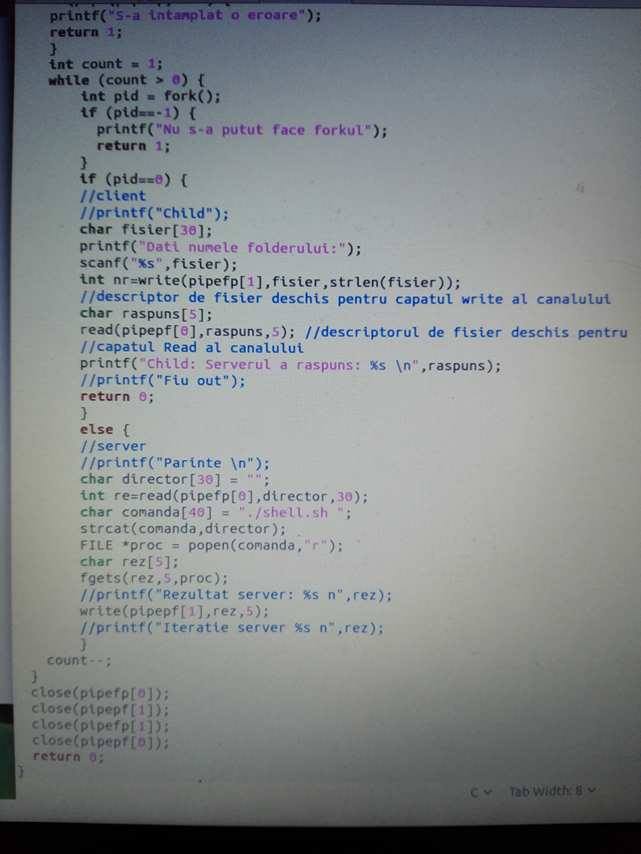 printf("S-a intamplat o eroare");
return 1;
}
int count = 1;
while (count > 0) {
int pid = fork();
if (pid==-1) {
printf("Nu s-a putut face forkul");
return 1;
}
if (pid==0) {
//client
//printf("Child");
char fisier[30];
printf("Dati numele folderului:");
scanf("%s",fisier);
int nr=write(pipefp[1],fisier,strlen(fisier));
//descriptor de fisier deschis pentru capatul write al canalului
char raspuns[5];
read(pipepf[0],raspuns,5); //descriptorul de fisier deschis pentru
//capatul Read al canalului
printf("Child: Serverul a raspuns: %s \n",raspuns);
//printf("Fiu out");
return 0;
}
else {
//server
//printf("Parinte \n");
char director[30] = "";
int re=read(pipefp[0],director,30);
char comanda[40] = "./shell.sh ";
strcat(comanda,director);
FILE *proc = popen(comanda,"r");
char rez[5];
fgets(rez,5,proc);
//printf("Rezultat server: %s n",rez);
write(pipepf[1],rez,5);
//printf("Iteratie server %s n",rez);
}
count--;
}
close(pipefp[0]);
close(pipepf[1]);
close(pipefp[1]);
close(pipepf[0]);
return 0;
}
C Tab Width: 8